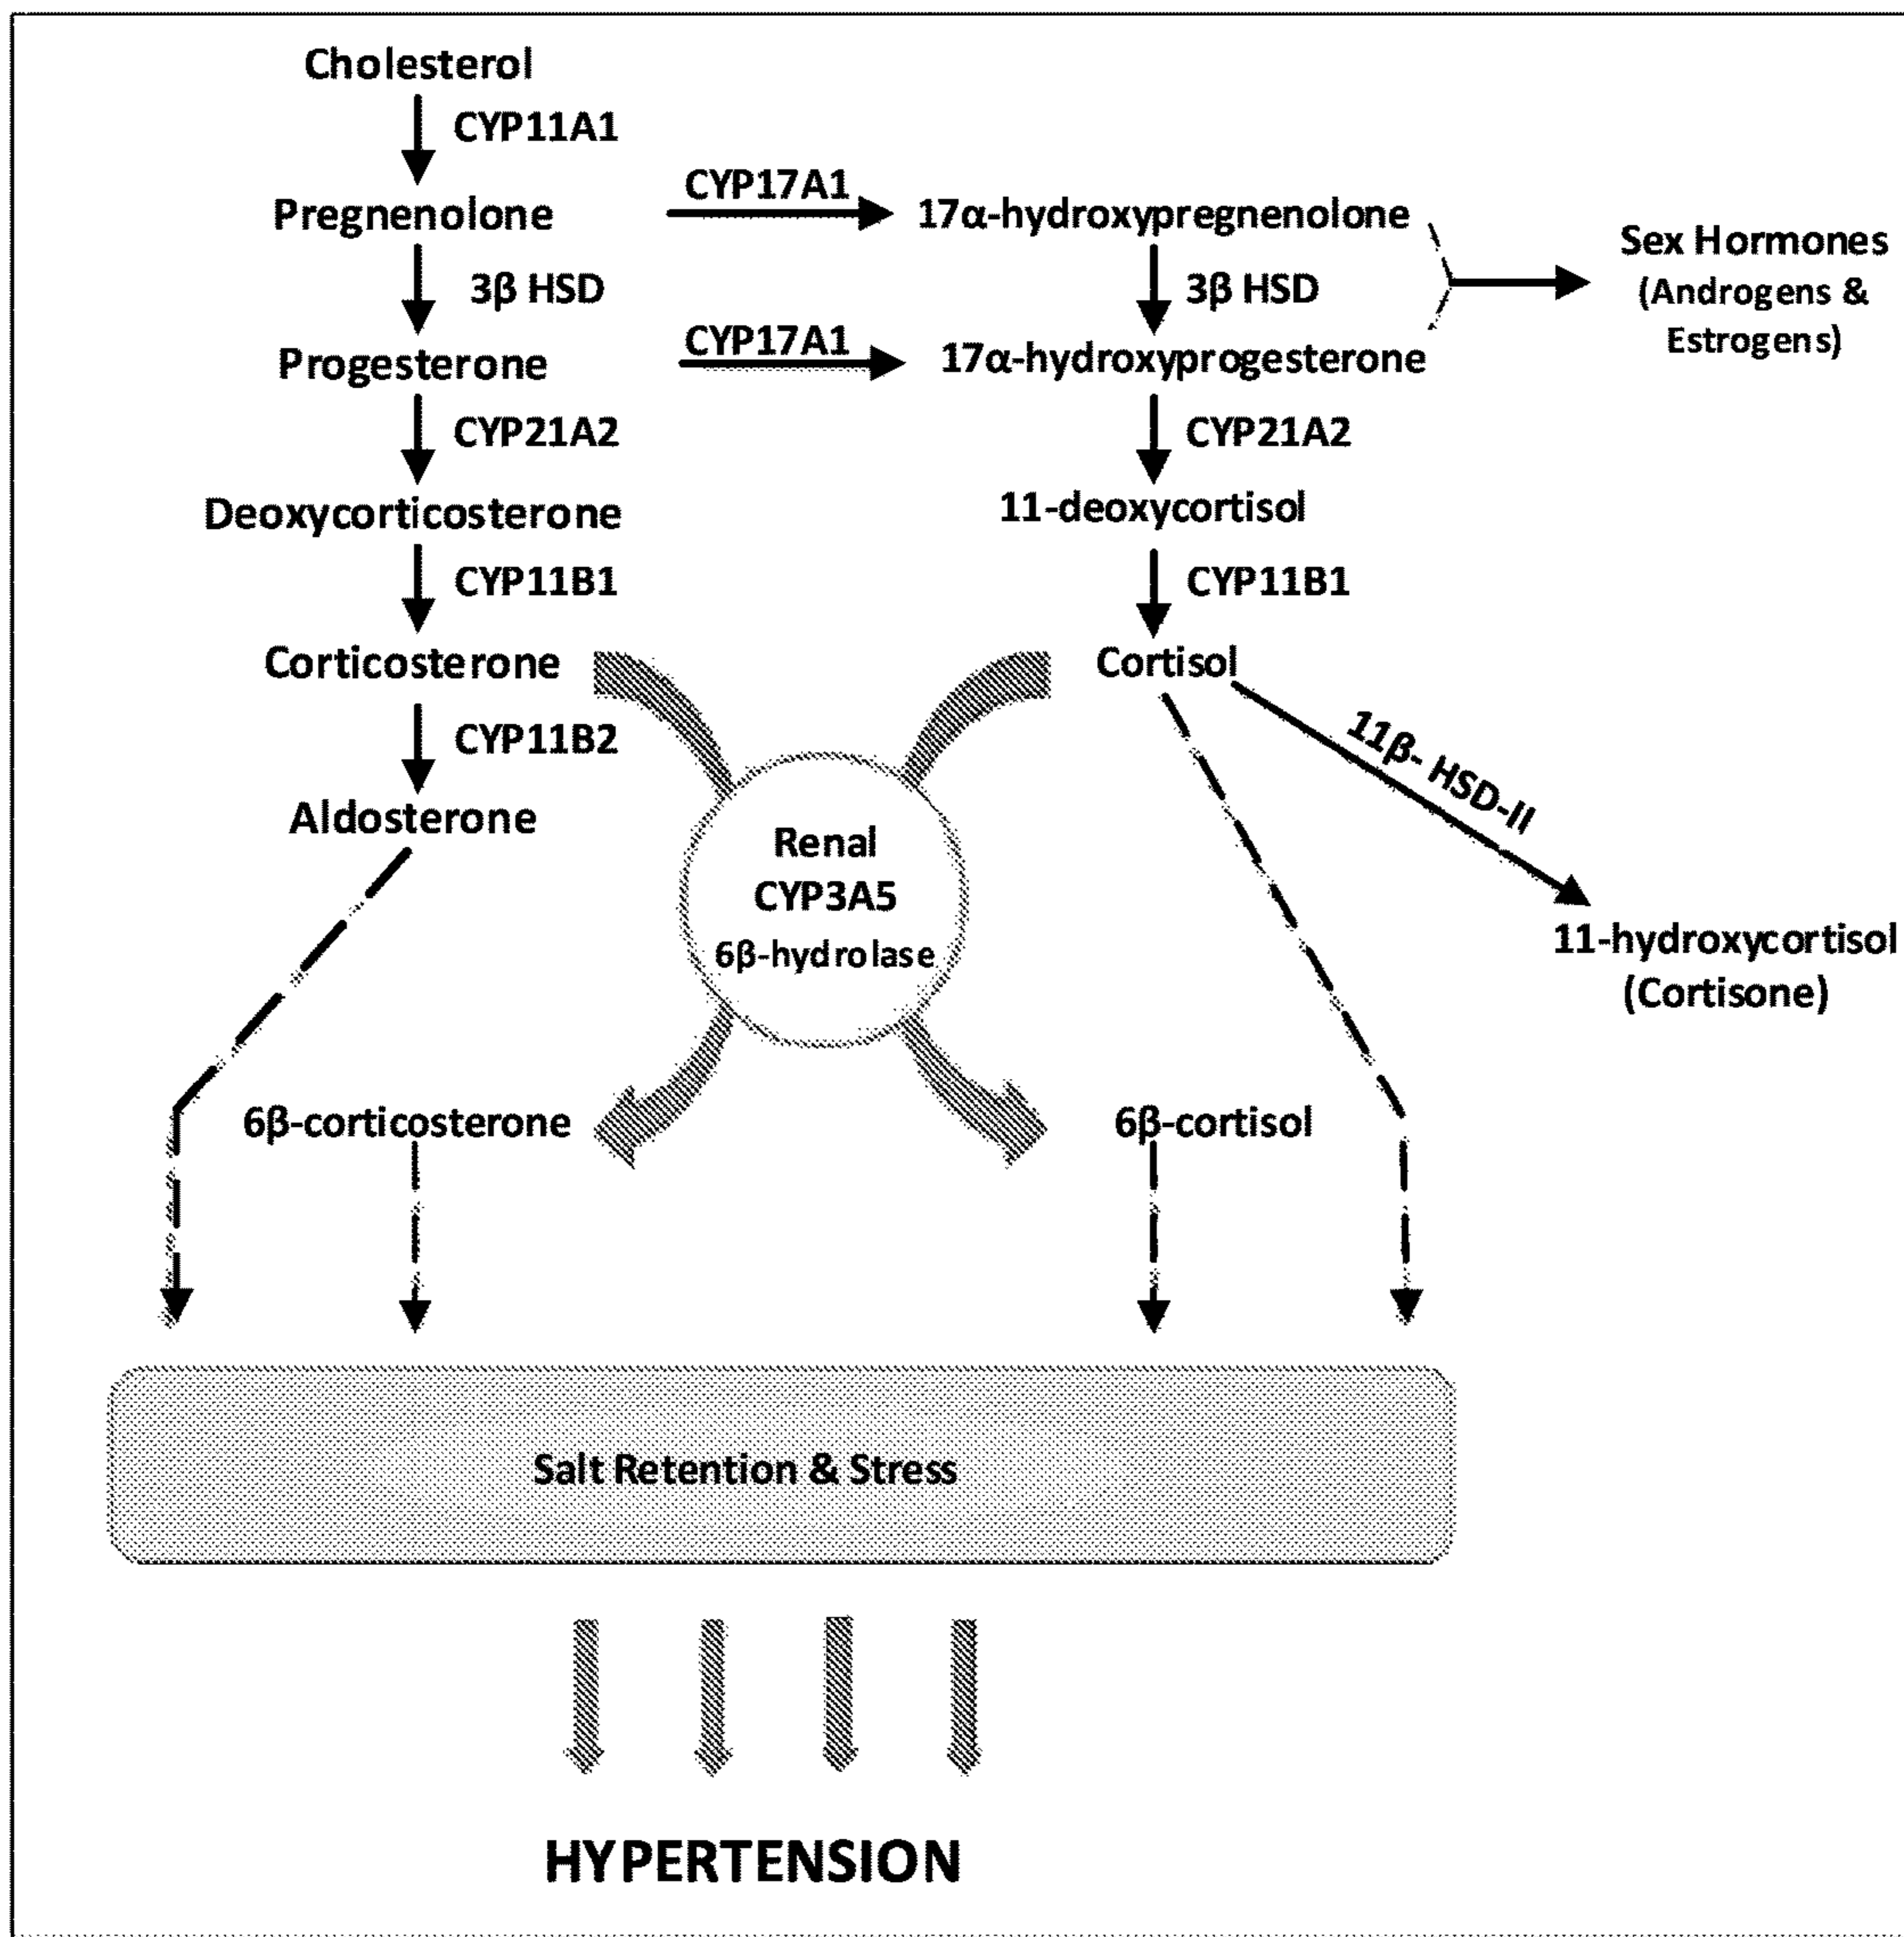 Cholesterol
CYP11A1
Pregnenolone
CYP17A1
17α-hydroxypregnenolone
Sex Hormones
(Androgens &
Estrogens)
3β HSD
3β HSD
Progesterone
CYP17A1
17α-hydroxyprogesterone
CYP21A2
CYP21A2
Deoxycorticosterone
11-deoxycortisol
CYP11B1
CYP11B1
Corticosterone
Cortisol
CYP11B2
11β- HSD-II
Aldosterone
Renal
CYP3A5
6β-hydrolase
11-hydroxycortisol
(Cortisone)
6β-corticosterone
6β-cortisol
Salt Retention & Stress
HYPERTENSION